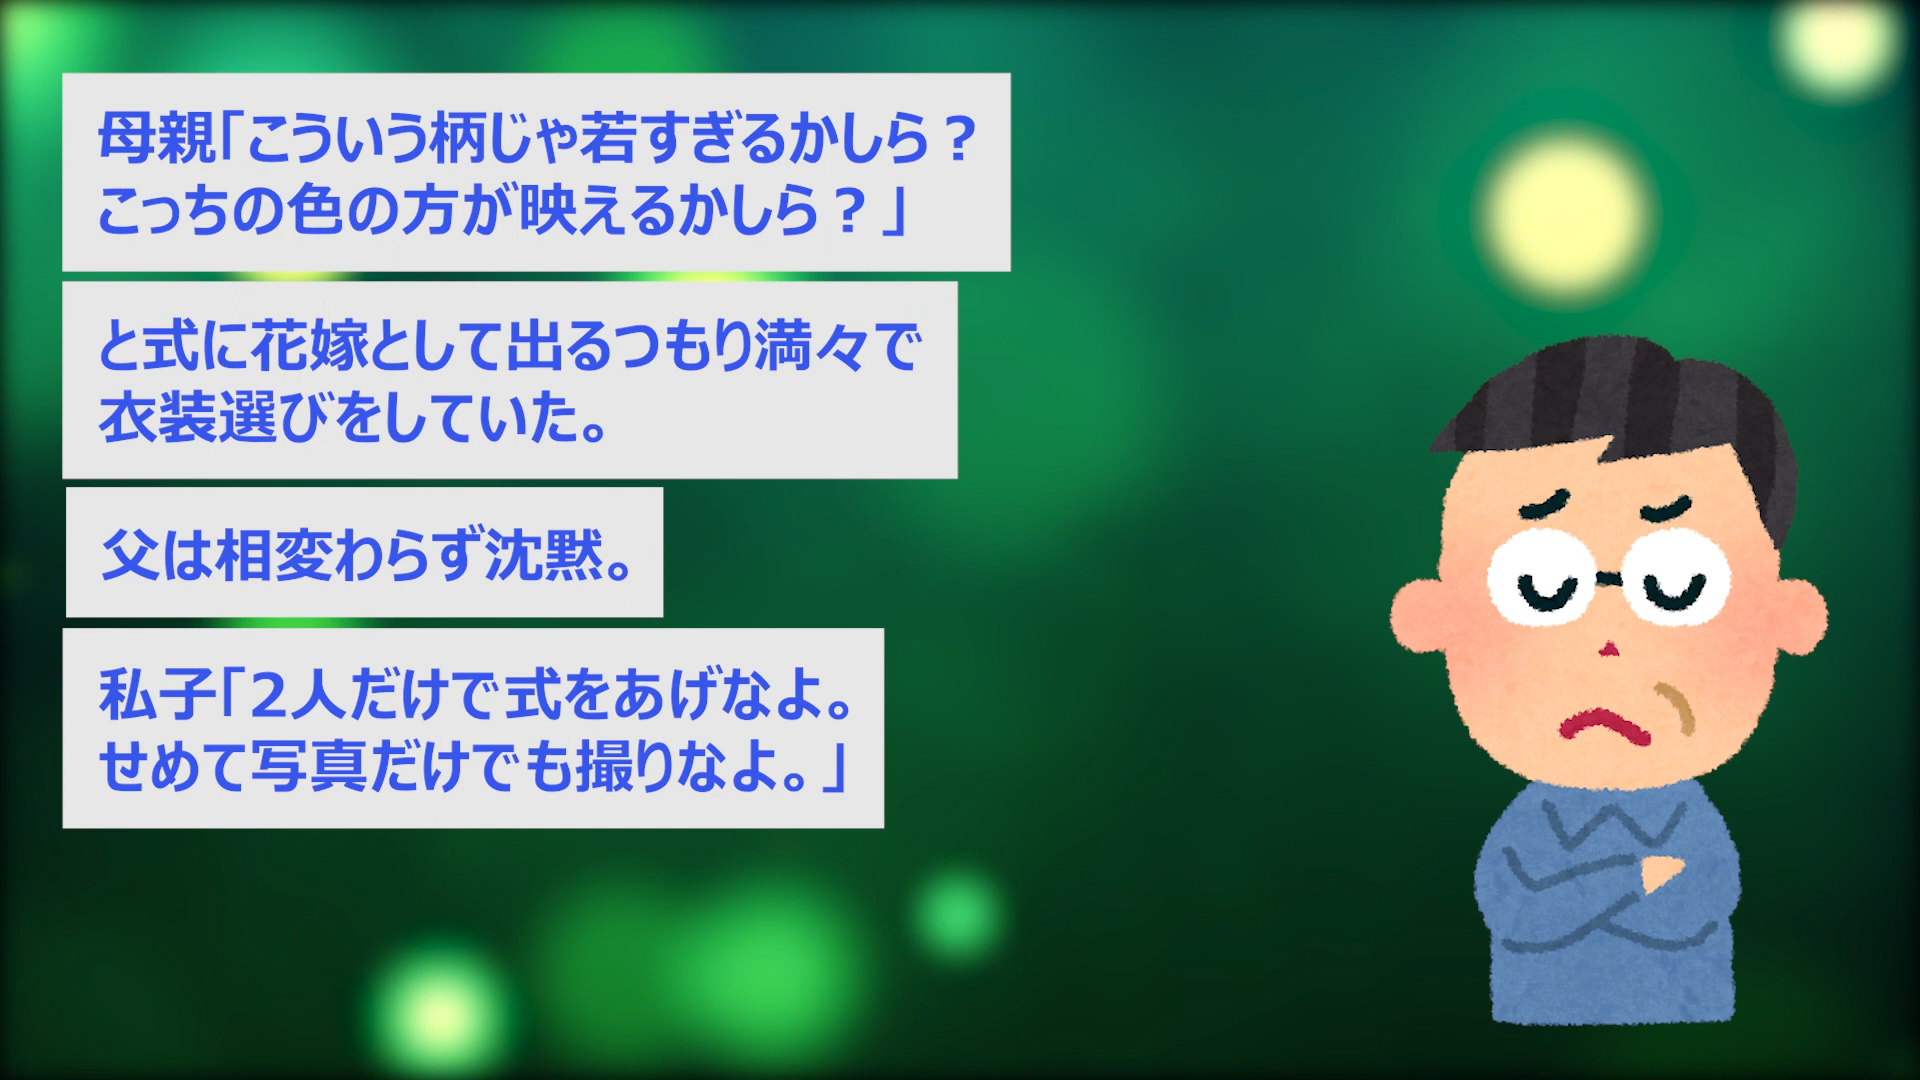 母親「こういう柄じゃ若すぎるかしら？
こっちの色の方が映えるかしら？」
と式に花嫁として出るつもり満々で
衣装選びをしていた。
父は相変わらず沈黙。
私子「2人だけで式をあげなよ。
せめて写真だけでも撮りなよ。」